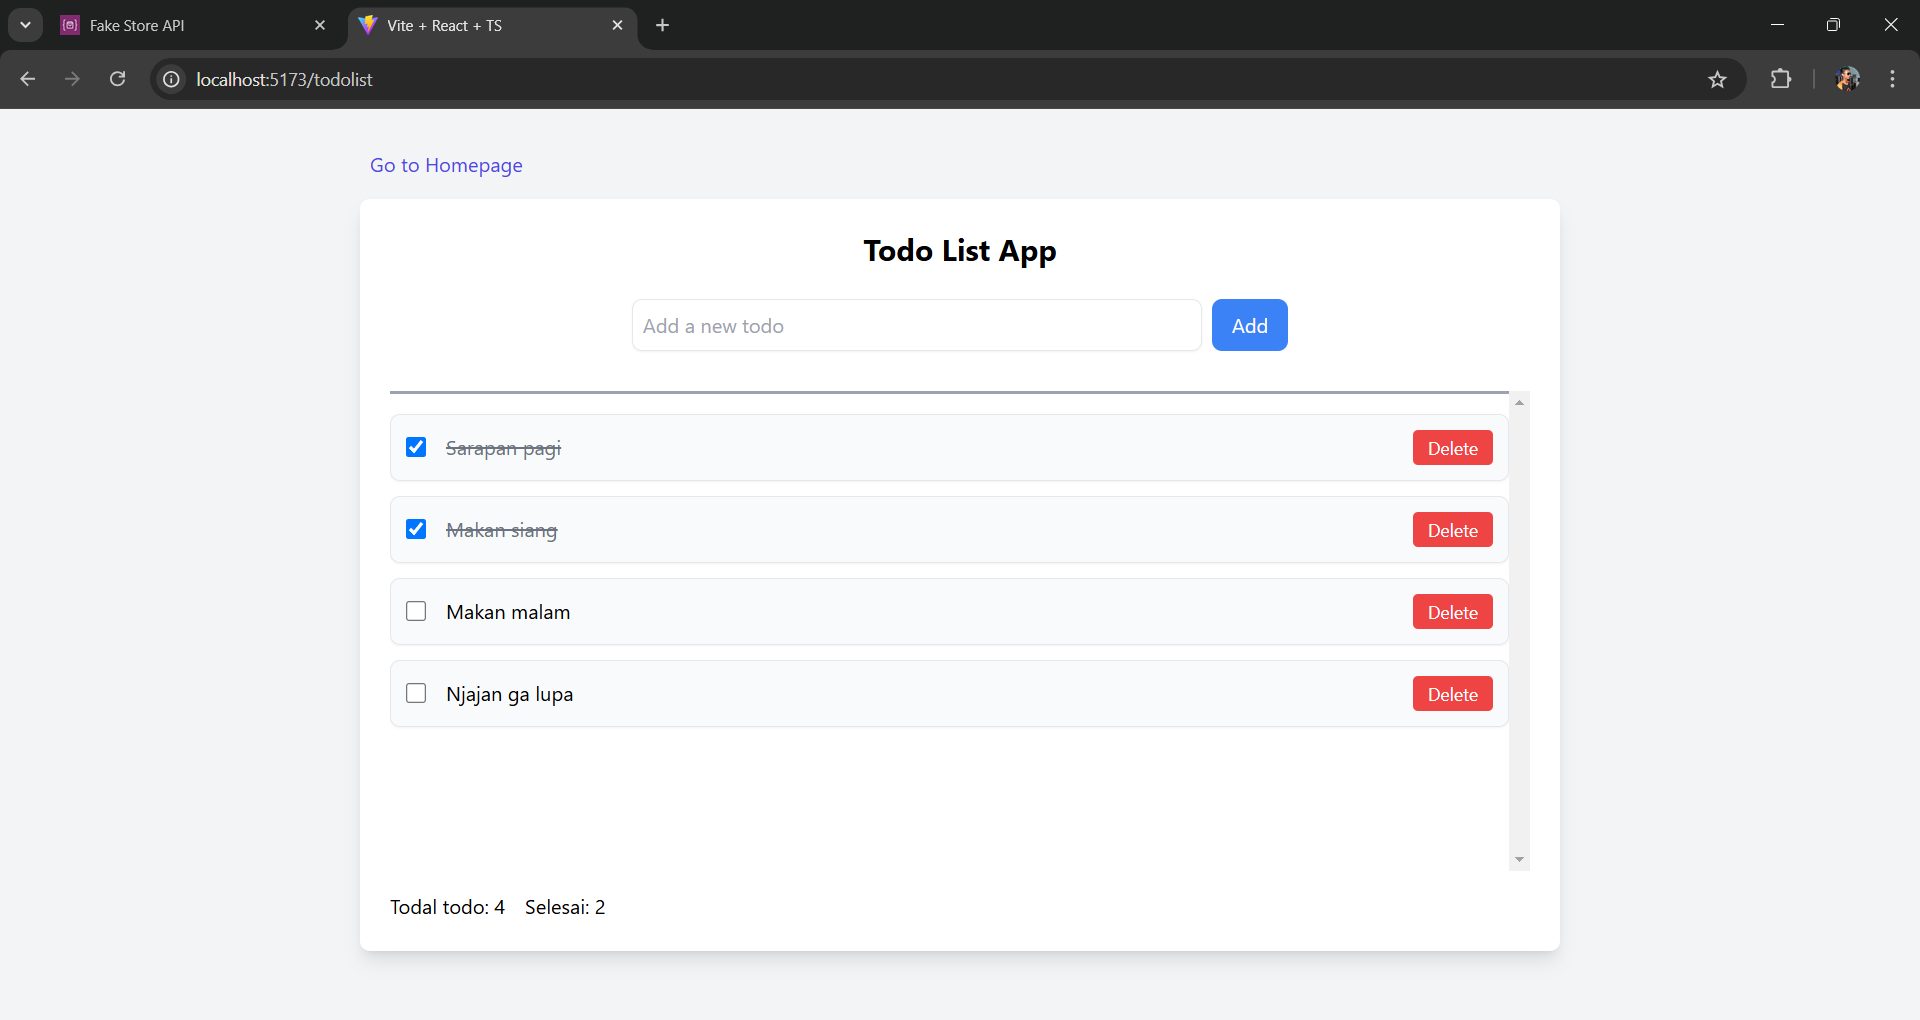 Fake Store API
Vite + React + TS
localhost:5173/todolist
Go to Homepage
Todo List App
Add a new todo
Add
Sarapan pagi
Delete
Makan siang
Delete
Makan malam
Delete
Njajan ga lupa
Delete
Todal todo: 4 Selesai: 2